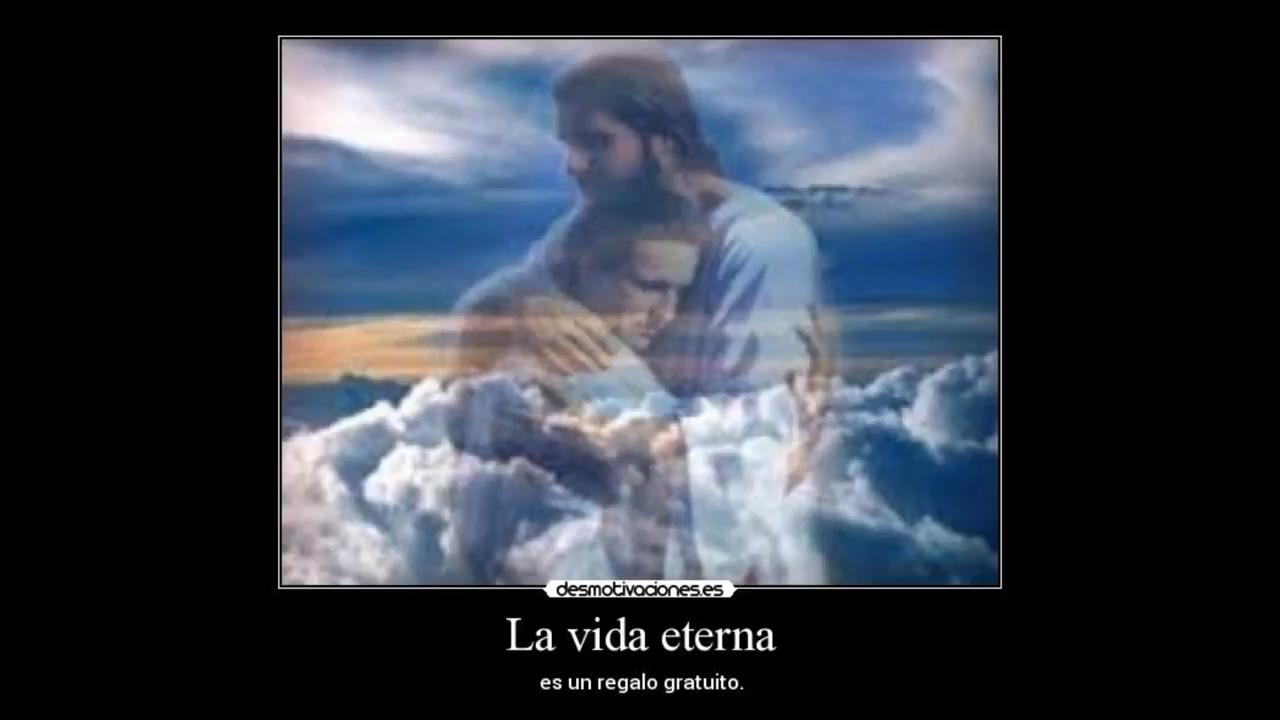 desmotivaciones.es
La vida eterna
es un regalo gratuito.